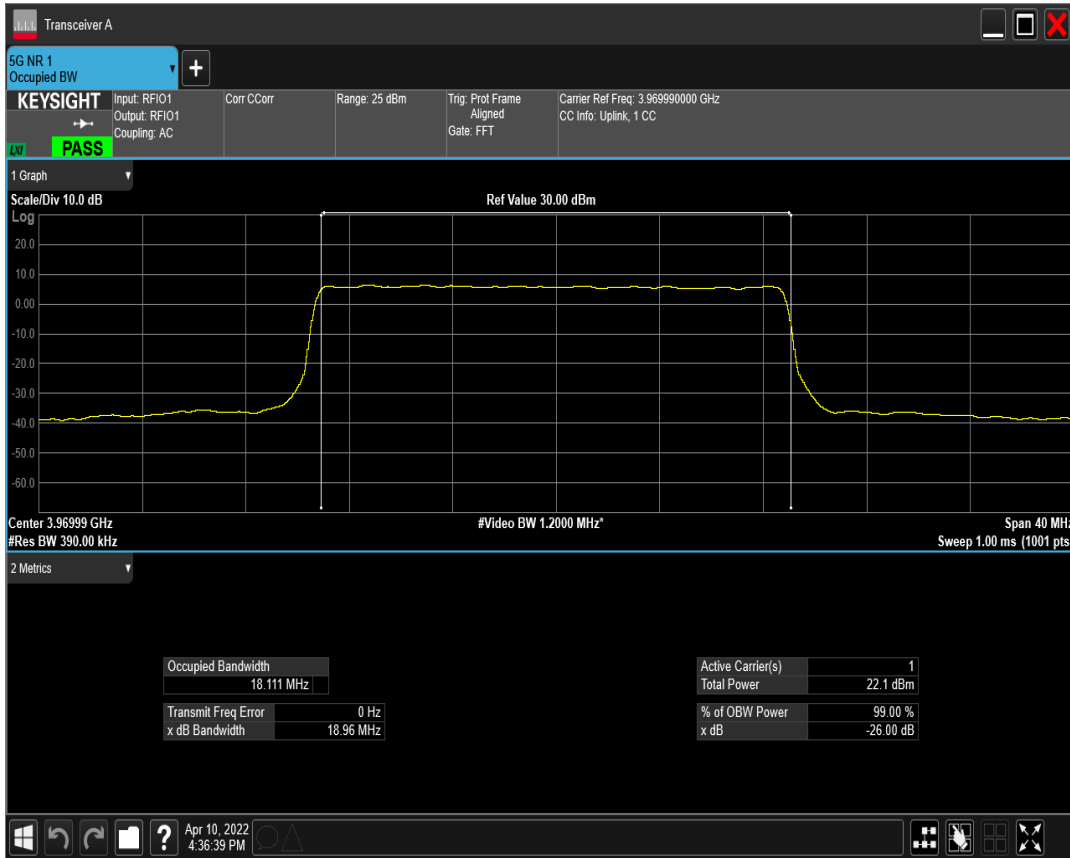 Transceiver A
5G NR 1
Occupied BW
KEYSIGHT
LXI
PASS
Input: RFIO1
Output: RFIO1
Coupling: AC
Corr CCorr
Range: 25 dBm
Trig: Prot Frame
Aligned
Gate: FFT
Carrier Ref Freq: 3.969990000 GHz
CC Info: Uplink, 1 CC
1 Graph
Scale/Div 10.0 dB
Ref Value 30.00 dBm
Log
20.0
10.0
0.00
-10.0
-20.0
-30.0
-40.0
-50.0
-60.0
Center 3.96999 GHz
#Video BW 1.2000 MHz*
Span 40 MHz
#Res BW 390.00 kHz
Sweep 1.00 ms (1001 pts
2 Metrics
Occupied Bandwidth
18.111 MHz
Transmit Freq Error 0 Hz
x dB Bandwidth 18.96 MHz
Active Carrier(s) 1
Total Power 22.1 dBm
% of OBW Power 99.00 %
x dB -26.00 dB
?
Apr 10, 2022
4:36:39 PM